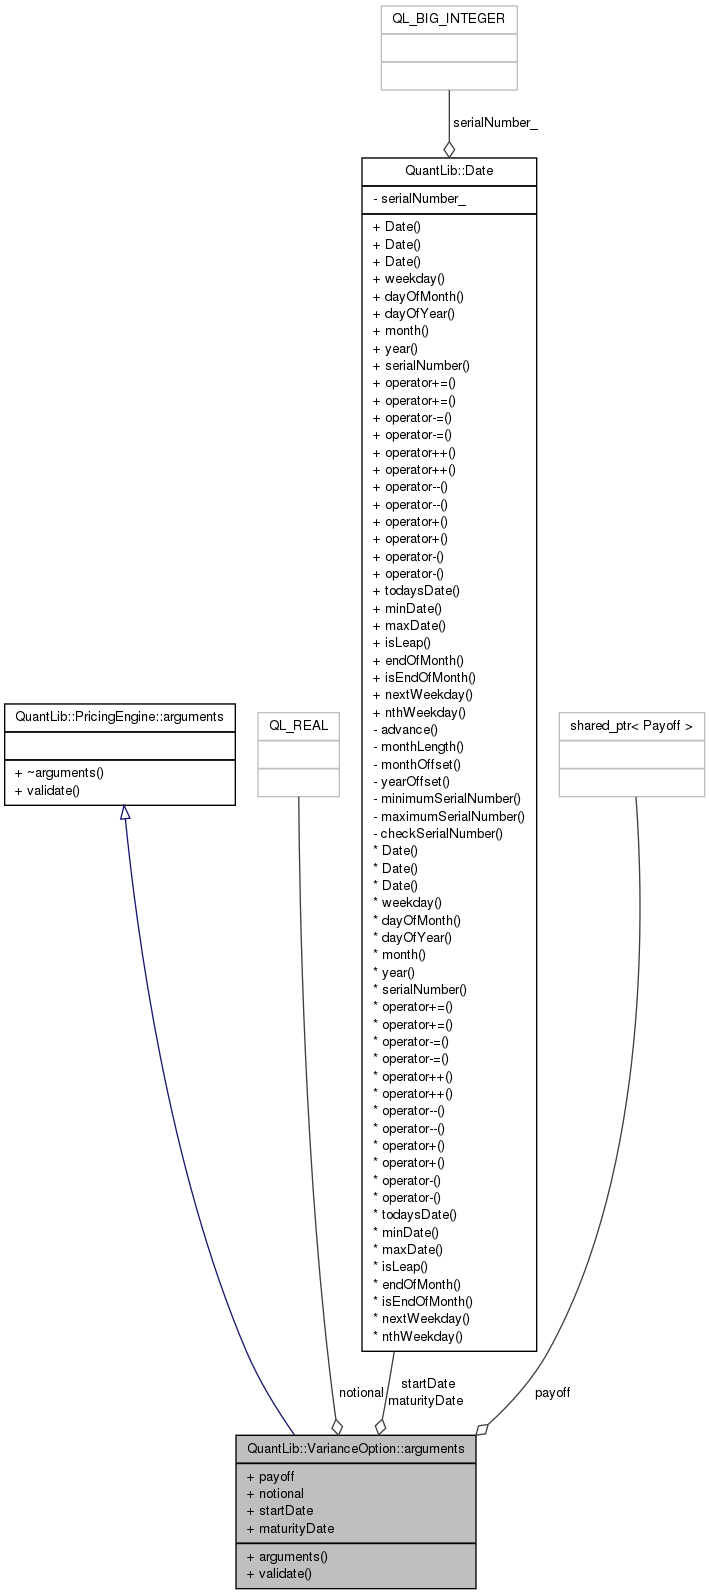 QL_BIG_INTEGER
serialNumber_
QuantLib::Date
- serialNumber_
+ Date()
+ Date()
+ Date()
+ weekday()
+ dayOfMonth()
+ dayOfYear()
+ month()
+ year()
+ serialNumber()
+ operator+=()
+ operator+=()
+ operator-=()
+ operator-=()
+ operator++()
+ operator++()
+ operator--()
+ operator--()
+ operator+()
+ operator+()
+ operator-()
+ operator-()
+ todaysDate()
+ minDate()
+ maxDate()
+ isLeap()
+ endOfMonth()
+ isEndOfMonth()
+ nextWeekday()
+ nthWeekday()
- advance()
- monthLength()
- monthOffset()
- yearOffset()
- minimumSerialNumber()
- maximumSerialNumber()
- checkSerialNumber()
* Date()
* Date()
* Date()
* weekday()
* dayOfMonth()
* dayOfYear()
* month()
* year()
* serialNumber()
* operator+=()
* operator+=()
* operator-=()
* operator-=()
* operator++()
* operator++()
* operator--()
* operator--()
* operator+()
* operator+()
* operator-()
* operator-()
* todaysDate()
* minDate()
* maxDate()
* isLeap()
* endOfMonth()
* isEndOfMonth()
* nextWeekday()
* nthWeekday()
QuantLib::PricingEngine::arguments
+ ~arguments()
+ validate()
QL_REAL
shared_ptr< Payoff >
notional
startDate
maturityDate
payoff
QuantLib::VarianceOption::arguments
+ payoff
+ notional
+ startDate
+ maturityDate
+ arguments()
+ validate()